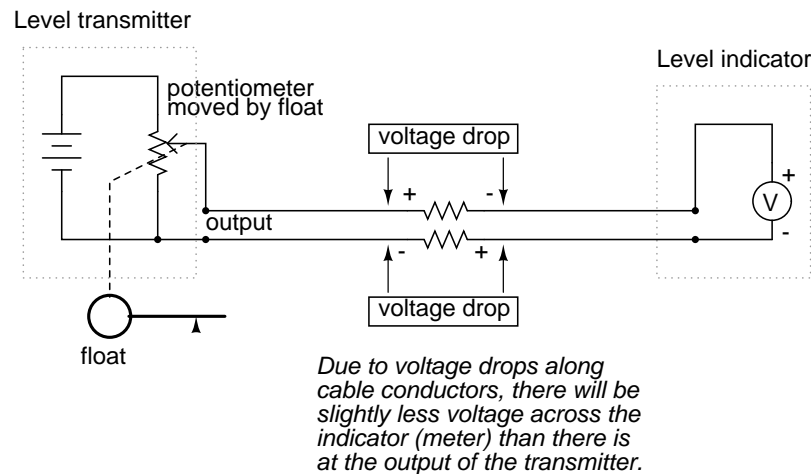 Level transmitter
Level indicator
potentiometer
moved by float
voltage drop
+ -
+
V
-
output
- +
voltage drop
float
Due to voltage drops along
cable conductors, there will be
slightly less voltage across the
indicator (meter) than there is
at the output of the transmitter.